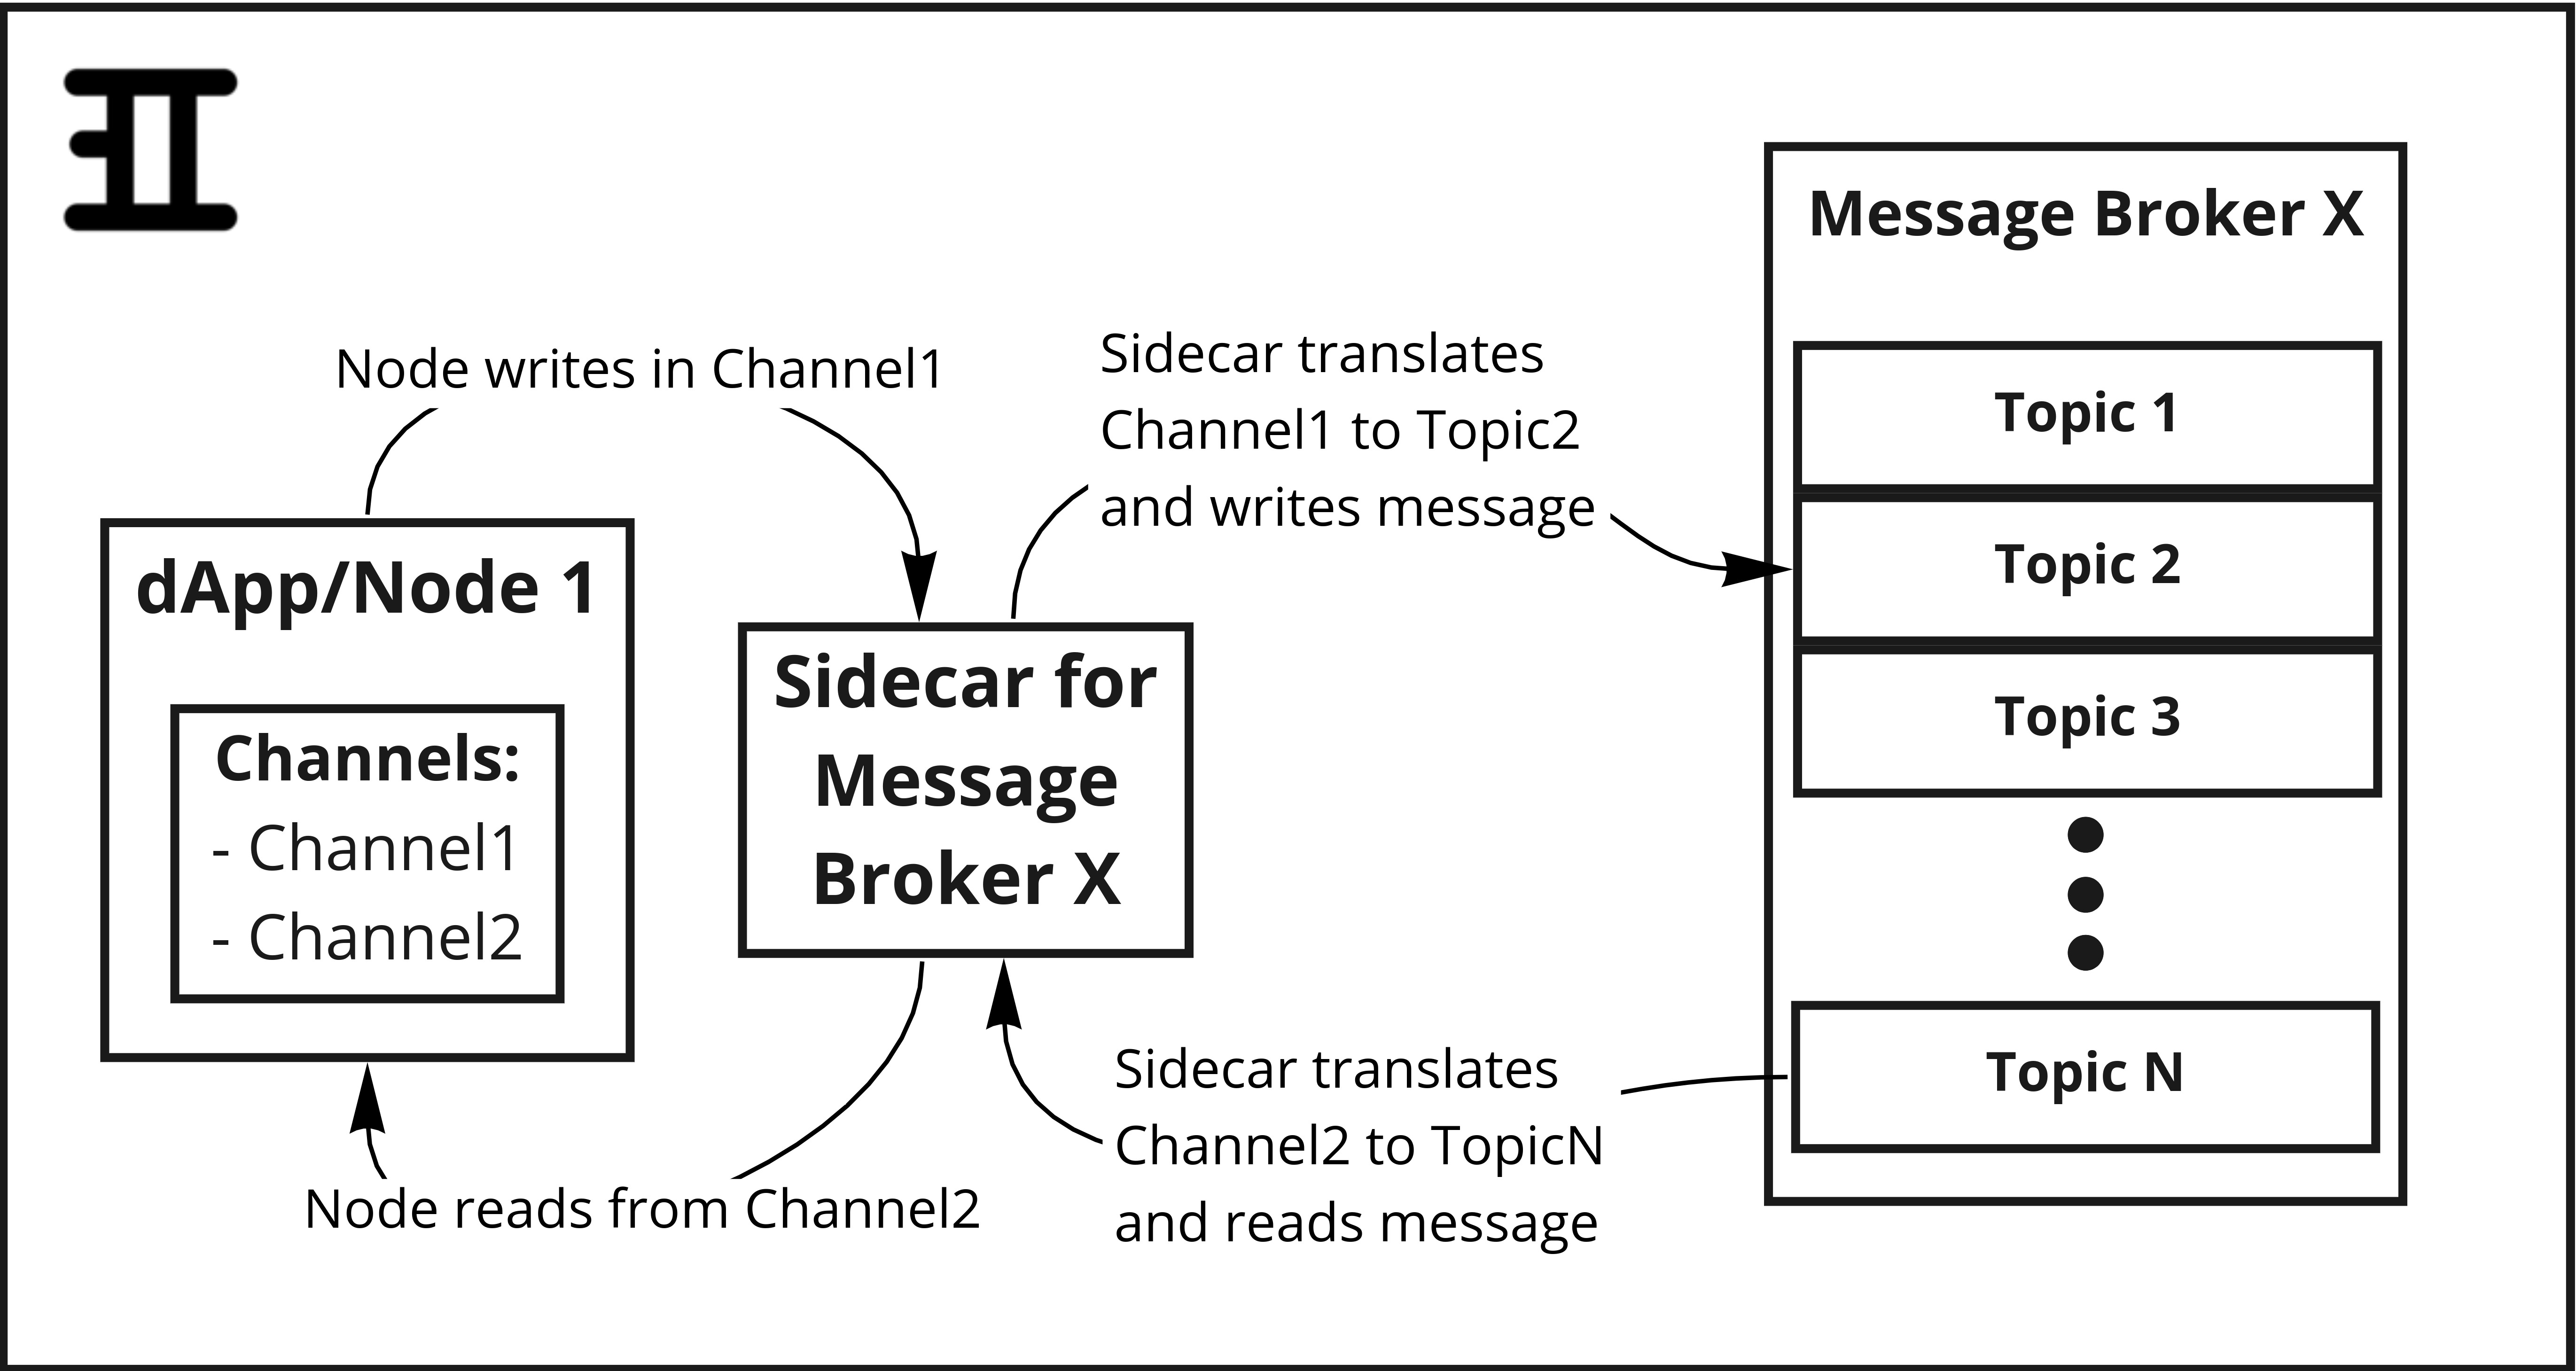 Message Broker X
Topic 1
Topic 2
Topic 3
Topic N
Node writes in Channel1
Sidecar translates
Channel1 to Topic2
and writes message
dApp/Node 1
Channels:
- Channel1
- Channel2
Sidecar for
Message
Broker X
Sidecar translates
Channel2 to TopicN
and reads message
Node reads from Channel2